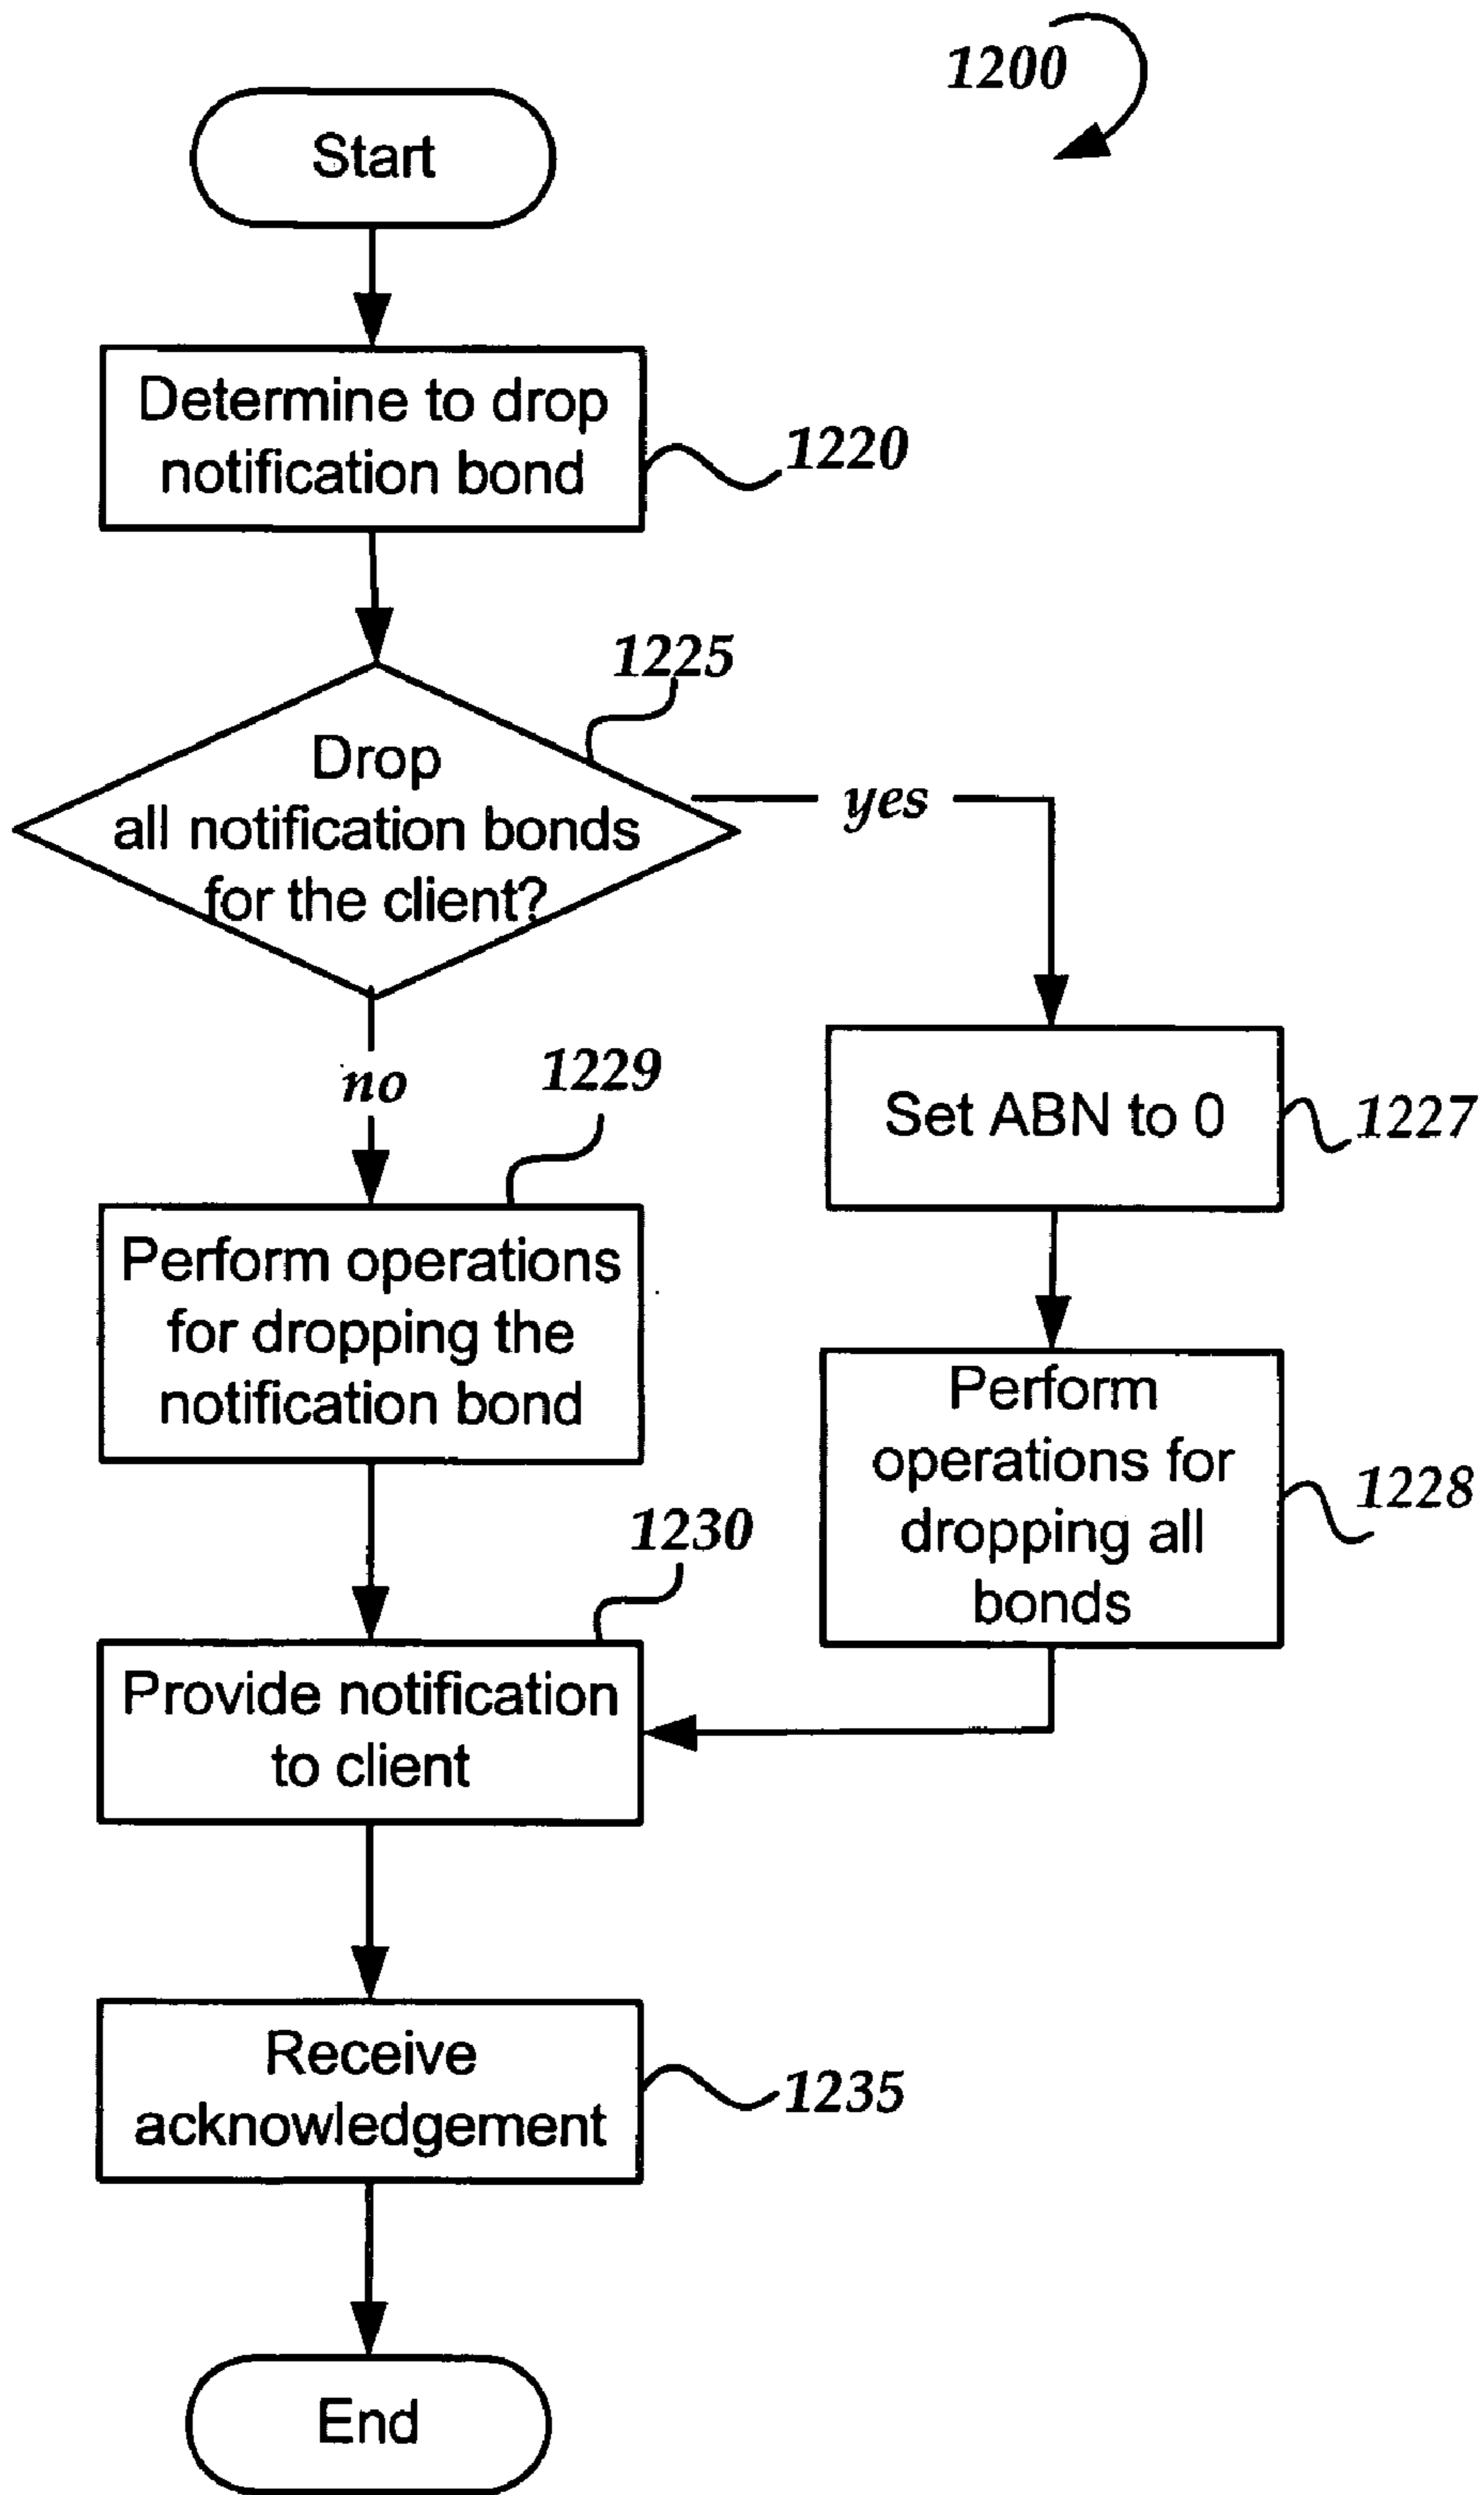 1200
Start
Determine to drop
notification bond
1220
1225
Drop
all notification bonds
for the client?
yes
no
1229
Set ABN to 0
1227
Perform operations
for dropping the
notification bond
Perform
operations for
dropping all
bonds
1228
1230
Provide notification
to client
Receive
acknowledgement
1235
End